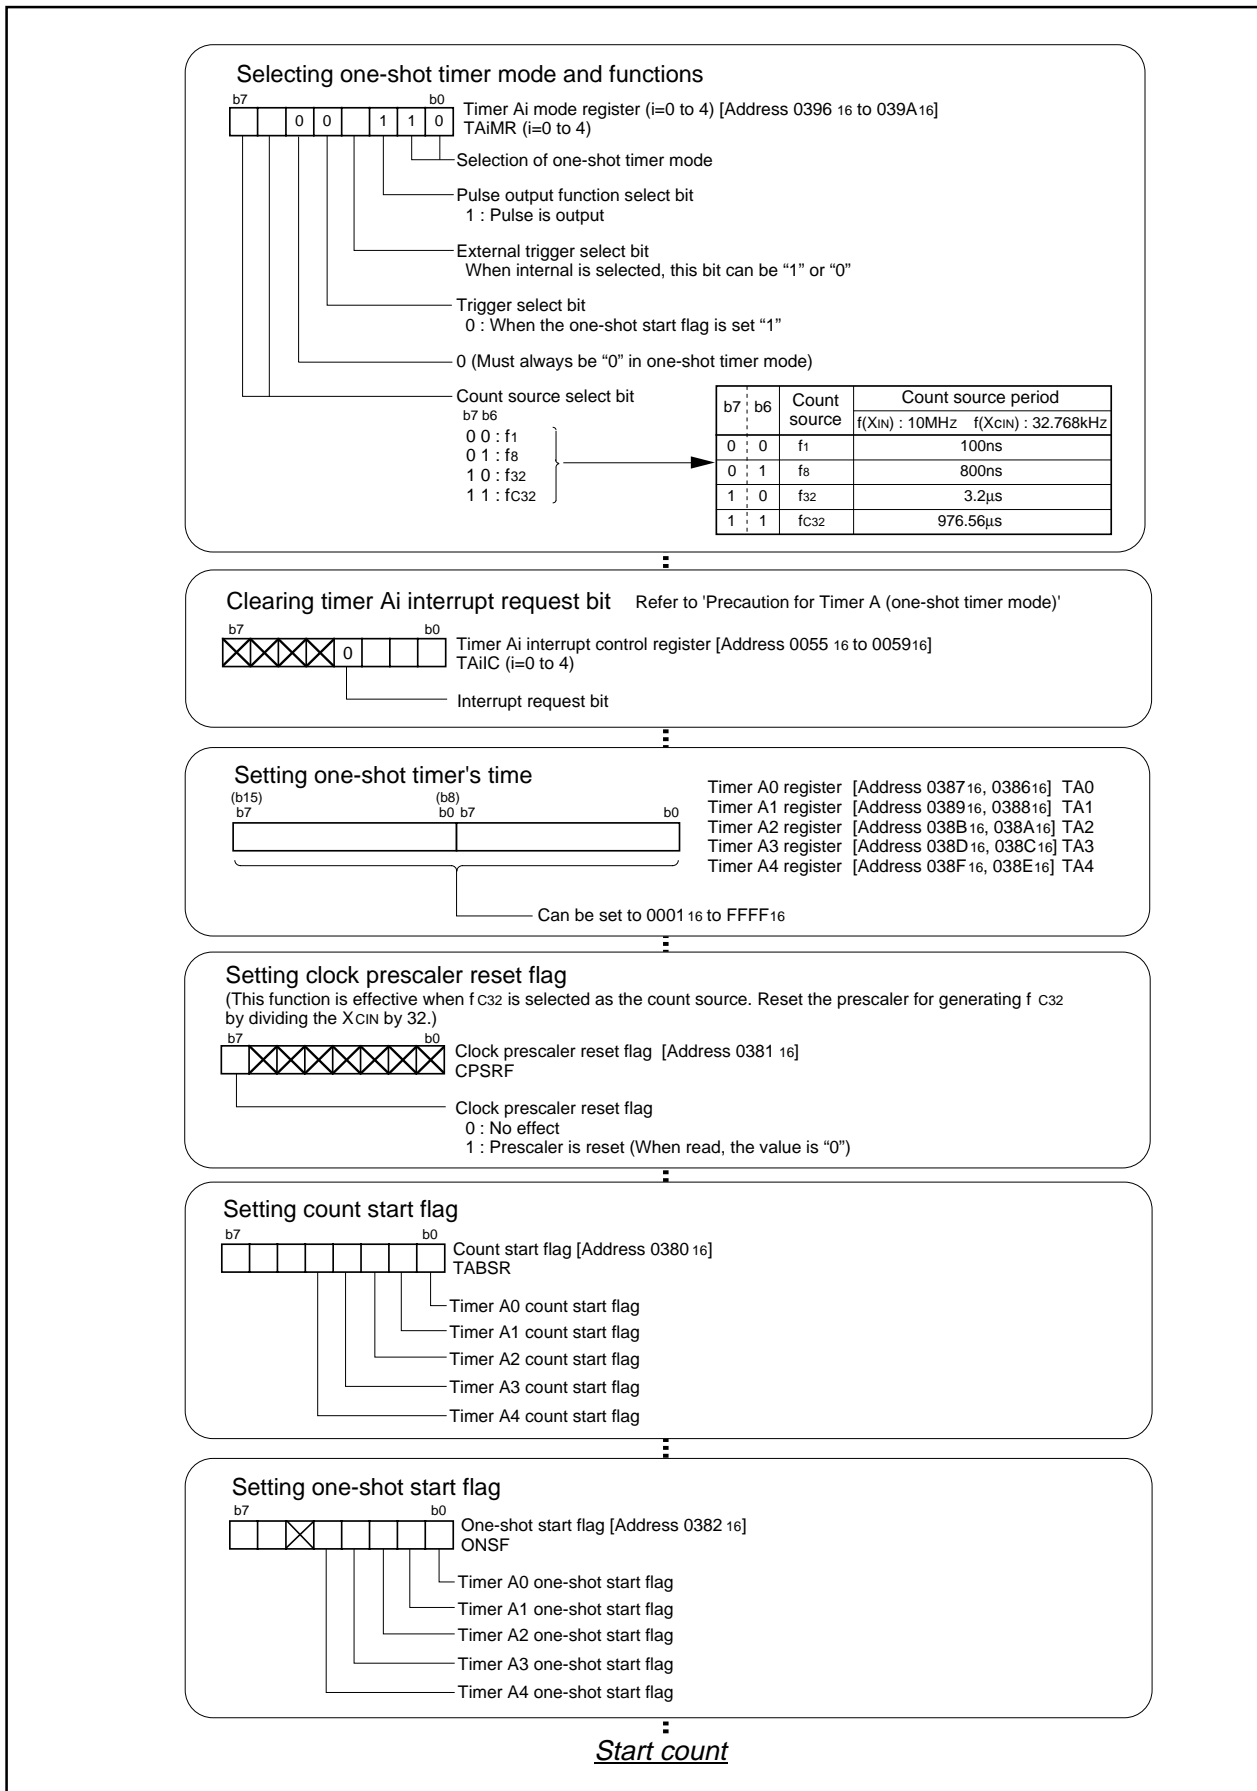 Selecting one-shot timer mode and functions
b7 b0
0 0 1 1 0
Timer Ai mode register (i=0 to 4) [Address 0396 16 to 039A16]
TAiMR (i=0 to 4)
Selection of one-shot timer mode
Pulse output function select bit
1 : Pulse is output
External trigger select bit
When internal is selected, this bit can be “1” or “0”
Trigger select bit
0 : When the one-shot start flag is set “1”
0 (Must always be “0” in one-shot timer mode)
Count source select bit
b7 b6
0 0 : f1
0 1 : f8
1 0 : f32
1 1 : fC32
b7 b6 Count source Count source period
f(XIN) : 10MHZ f(XCIN) : 32.768kHZ
0 0 f1 100ns
0 1 f8 800ns
1 0 f32 3.2µs
1 1 fC32 976.56µs
Clearing timer Ai interrupt request bit Refer to 'Precaution for Timer A (one-shot timer mode)'
b7 b0
0
Timer Ai interrupt control register [Address 0055 16 to 005916]
TAiIC (i=0 to 4)
Interrupt request bit
Setting one-shot timer's time
(b15) (b8)
b7 b0 b7 b0
Timer A0 register [Address 038716, 038616] TA0
Timer A1 register [Address 038916, 038816] TA1
Timer A2 register [Address 038B16, 038A16] TA2
Timer A3 register [Address 038D16, 038C16] TA3
Timer A4 register [Address 038F16, 038E16] TA4
Can be set to 0001 16 to FFFF16
Setting clock prescaler reset flag
(This function is effective when f C32 is selected as the count source. Reset the prescaler for generating f C32
by dividing the XCIN by 32.)
b7 b0
Clock prescaler reset flag [Address 0381 16]
CPSRF
Clock prescaler reset flag
0 : No effect
1 : Prescaler is reset (When read, the value is “0”)
Setting count start flag
b7 b0
Count start flag [Address 0380 16]
TABSR
Timer A0 count start flag
Timer A1 count start flag
Timer A2 count start flag
Timer A3 count start flag
Timer A4 count start flag
Setting one-shot start flag
b7 b0
One-shot start flag [Address 0382 16]
ONSF
Timer A0 one-shot start flag
Timer A1 one-shot start flag
Timer A2 one-shot start flag
Timer A3 one-shot start flag
Timer A4 one-shot start flag
Start count